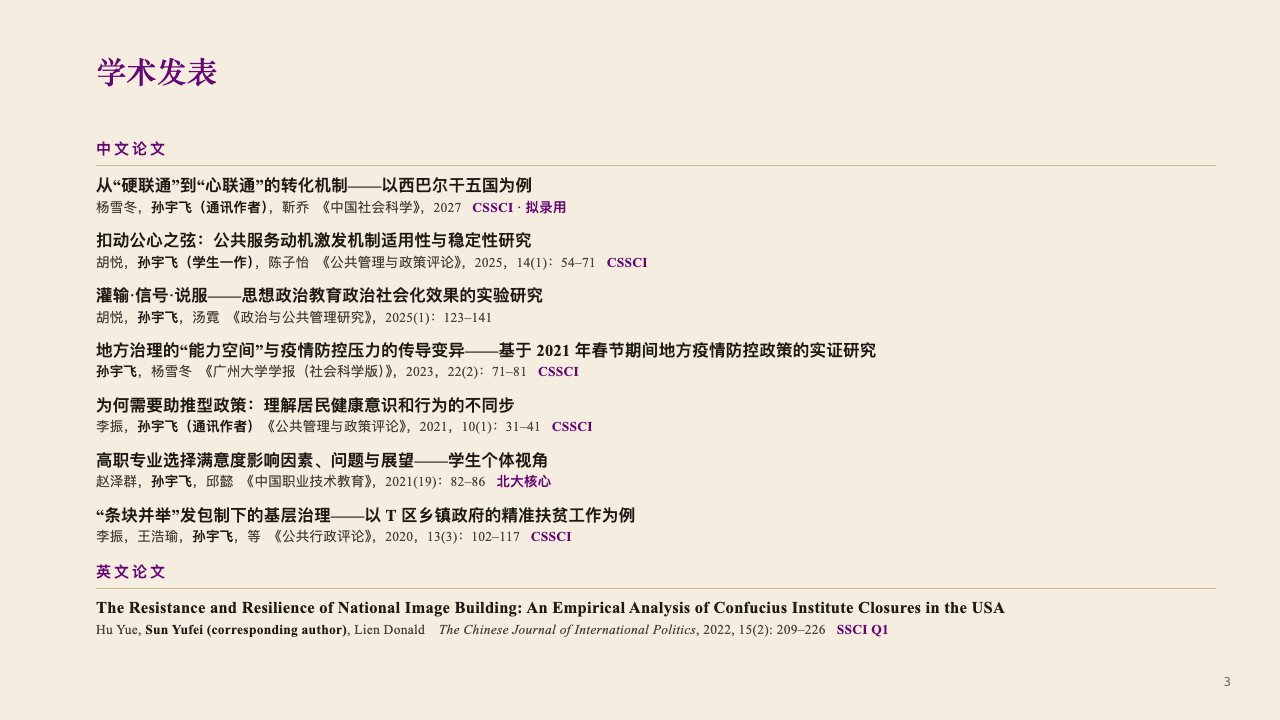 学术发表
中文论文
从“硬联通”到“心联通”的转化机制——以西巴尔干五国为例
杨雪冬，孙宇飞（通讯作者），靳乔 《中国社会科学》，2027 CSSCI · 拟录用
扣动公心之弦：公共服务动机激发机制适用性与稳定性研究
胡悦，孙宇飞（学生一作），陈子怡 《公共管理与政策评论》，2025，14(1)：54–71 CSSCI
灌输·信号·说服——思想政治教育政治社会化效果的实验研究
胡悦，孙宇飞，汤霓 《政治与公共管理研究》，2025(1)：123–141
地方治理的“能力空间”与疫情防控压力的传导变异——基于 2021 年春节期间地方疫情防控政策的实证研究
孙宇飞，杨雪冬 《广州大学学报（社会科学版）》，2023，22(2)：71–81 CSSCI
为何需要助推型政策：理解居民健康意识和行为的不同步
李振，孙宇飞（通讯作者）《公共管理与政策评论》，2021，10(1)：31–41 CSSCI
高职专业选择满意度影响因素、问题与展望——学生个体视角
赵泽群，孙宇飞，邱懿 《中国职业技术教育》，2021(19)：82–86 北大核心
“条块并举”发包制下的基层治理——以 T 区乡镇政府的精准扶贫工作为例
李振，王浩瑜，孙宇飞，等 《公共行政评论》，2020，13(3)：102–117 CSSCI
英文论文
The Resistance and Resilience of National Image Building: An Empirical Analysis of Confucius Institute Closures in the USA
Hu Yue, Sun Yufei (corresponding author), Lien Donald The Chinese Journal of International Politics, 2022, 15(2): 209–226 SSCI Q1
3